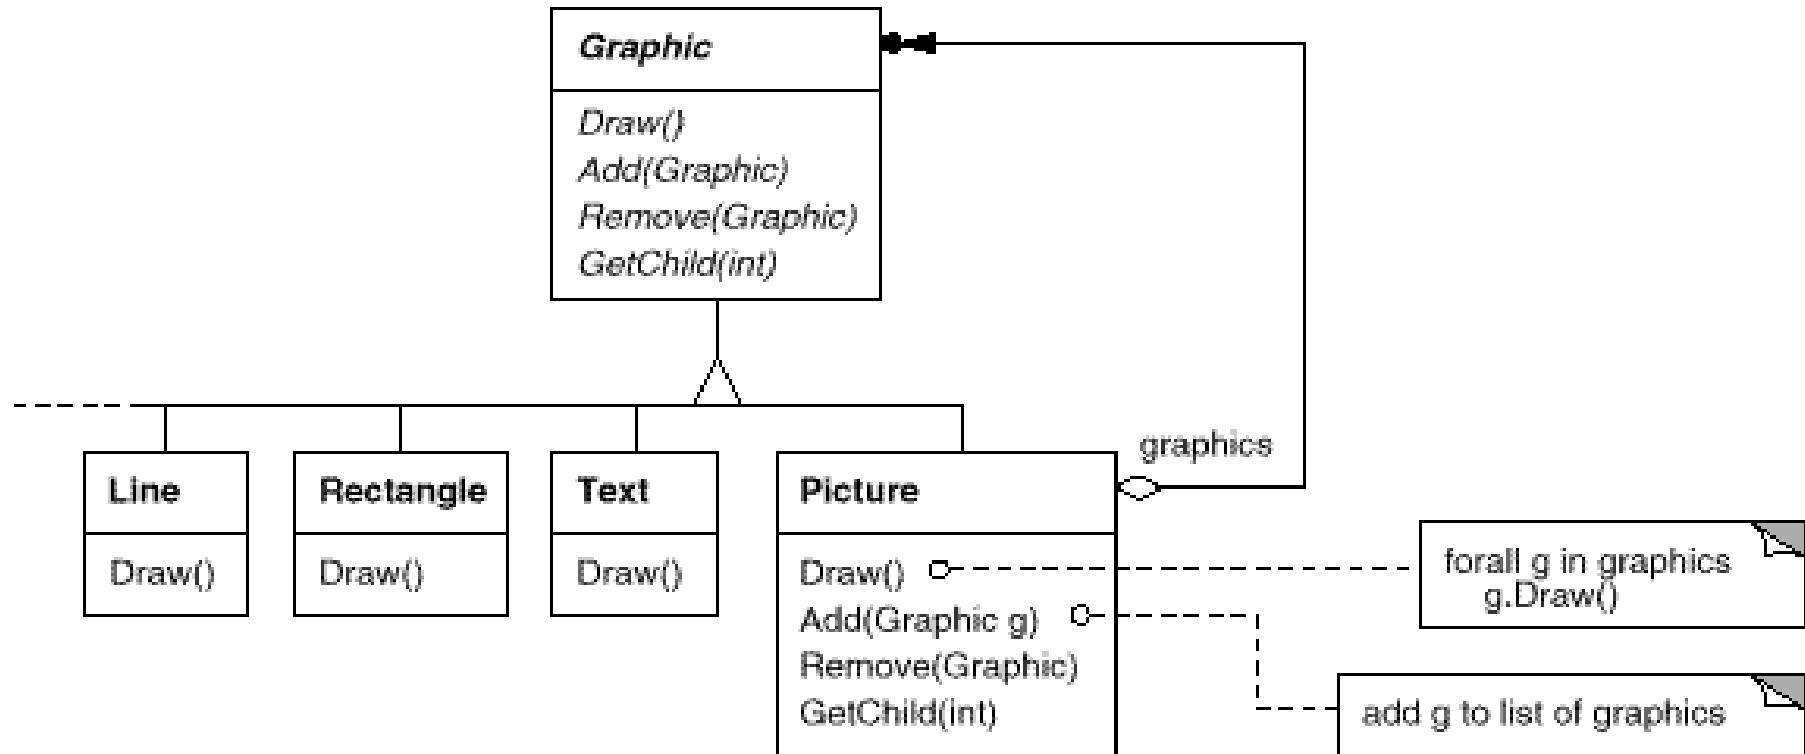 Graphic
Draw()
Add(Graphic)
Remove(Graphic)
GetChild(int)
graphics
Line
Draw()
Rectangle
Draw()
Text
Draw()
Picture
Draw()
Add(Graphic g)
Remove(Graphic)
GetChild(int)
forall g in graphics
g.Draw()
add g to list of graphics